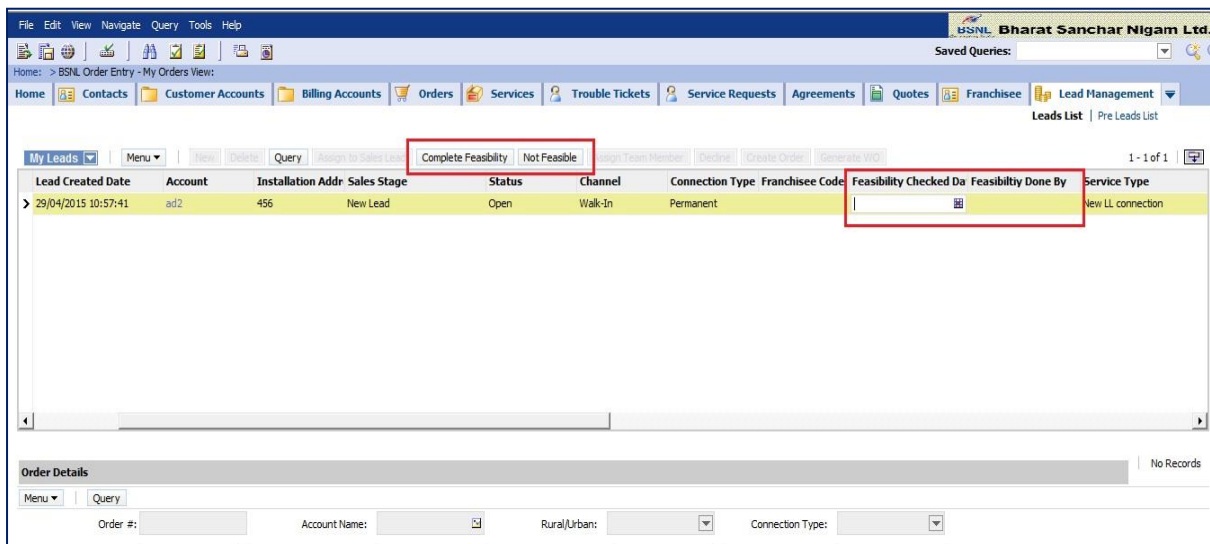 File Edit View Navigate Query Tools Help
BSNL Bharat Sanchar Nigam Ltd.
Saved Queries:
Home: > BSNL Order Entry - My Orders View:
Home Contacts Customer Accounts Billing Accounts Orders Services Trouble Tickets Service Requests Agreements Quotes Franchisee Lead Management
Leads List | Pre Leads List
My Leads Menu New Delete Query Assign to Sales Lead Complete Feasibility Not Feasible Assign Team Member Decline Create Order Generate WO 1 - 1 of 1
Lead Created Date Account Installation Addr Sales Stage Status Channel Connection Type Franchisee Code Feasibility Checked Da Feasibiltiy Done By Service Type
29/04/2015 10:57:41 ad2 456 New Lead Open Walk-In Permanent New LL connection
No Records
Order Details
Menu Query
Order #: Account Name: Rural/Urban: Connection Type: